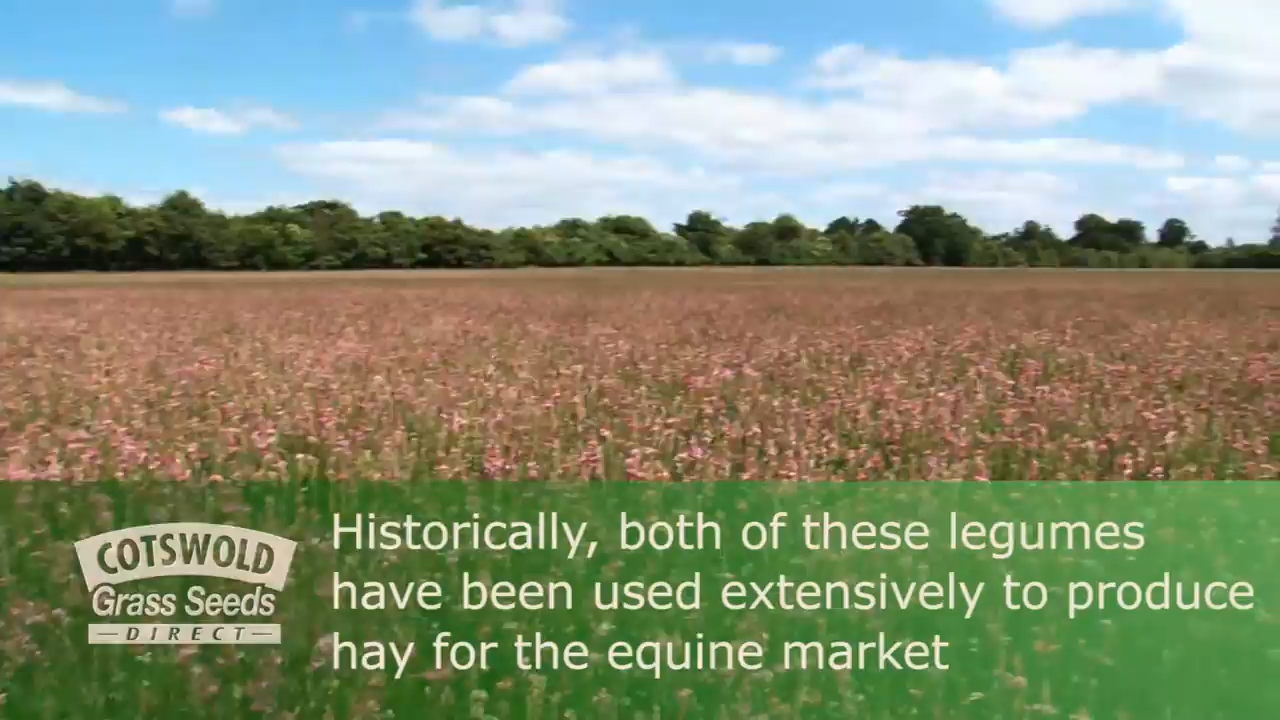 COTSWOLD
Grass Seeds
DIRECT
Historically, both of these legumes
have been used extensively to produce
hay for the equine market